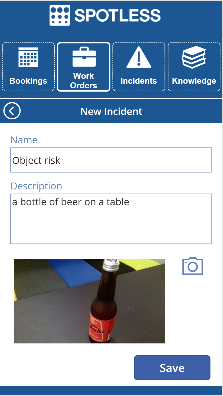 SPOTLESS
Bookings
Work
Orders
Incidents
Knowledge
New Incident
Name
Object risk
Description
a bottle of beer on a table
Save